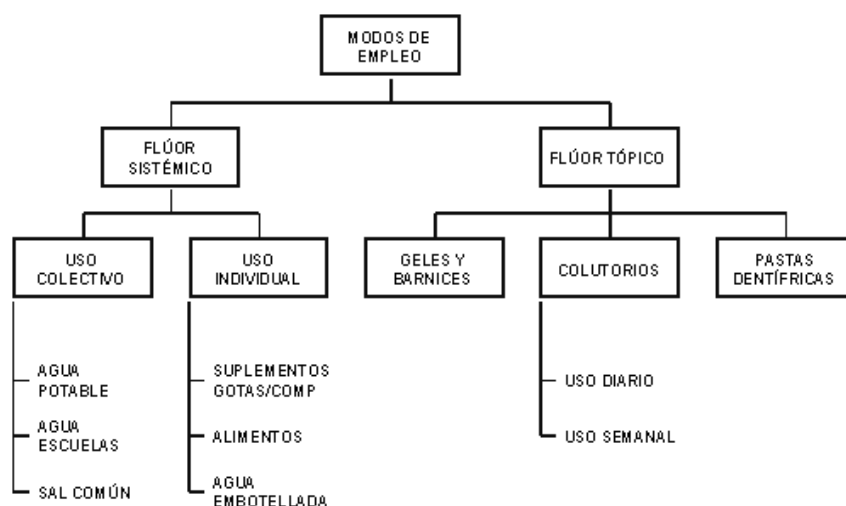 MODOS DE
EMPLEO
FLÚOR
SISTÉMICO
FLÚOR TÓPICO
USO
COLECTIVO
USO
INDIVIDUAL
GELES Y
BARNICES
COLUTORIOS
PASTAS
DENTÍFRICAS
AGUA
POTABLE
AGUA
ESCUELAS
SAL COMÚN
SUPLEMENTOS
GOTAS/COMP
ALIMENTOS
AGUA
EMBOTELLADA
USO DIARIO
USO SEMANAL